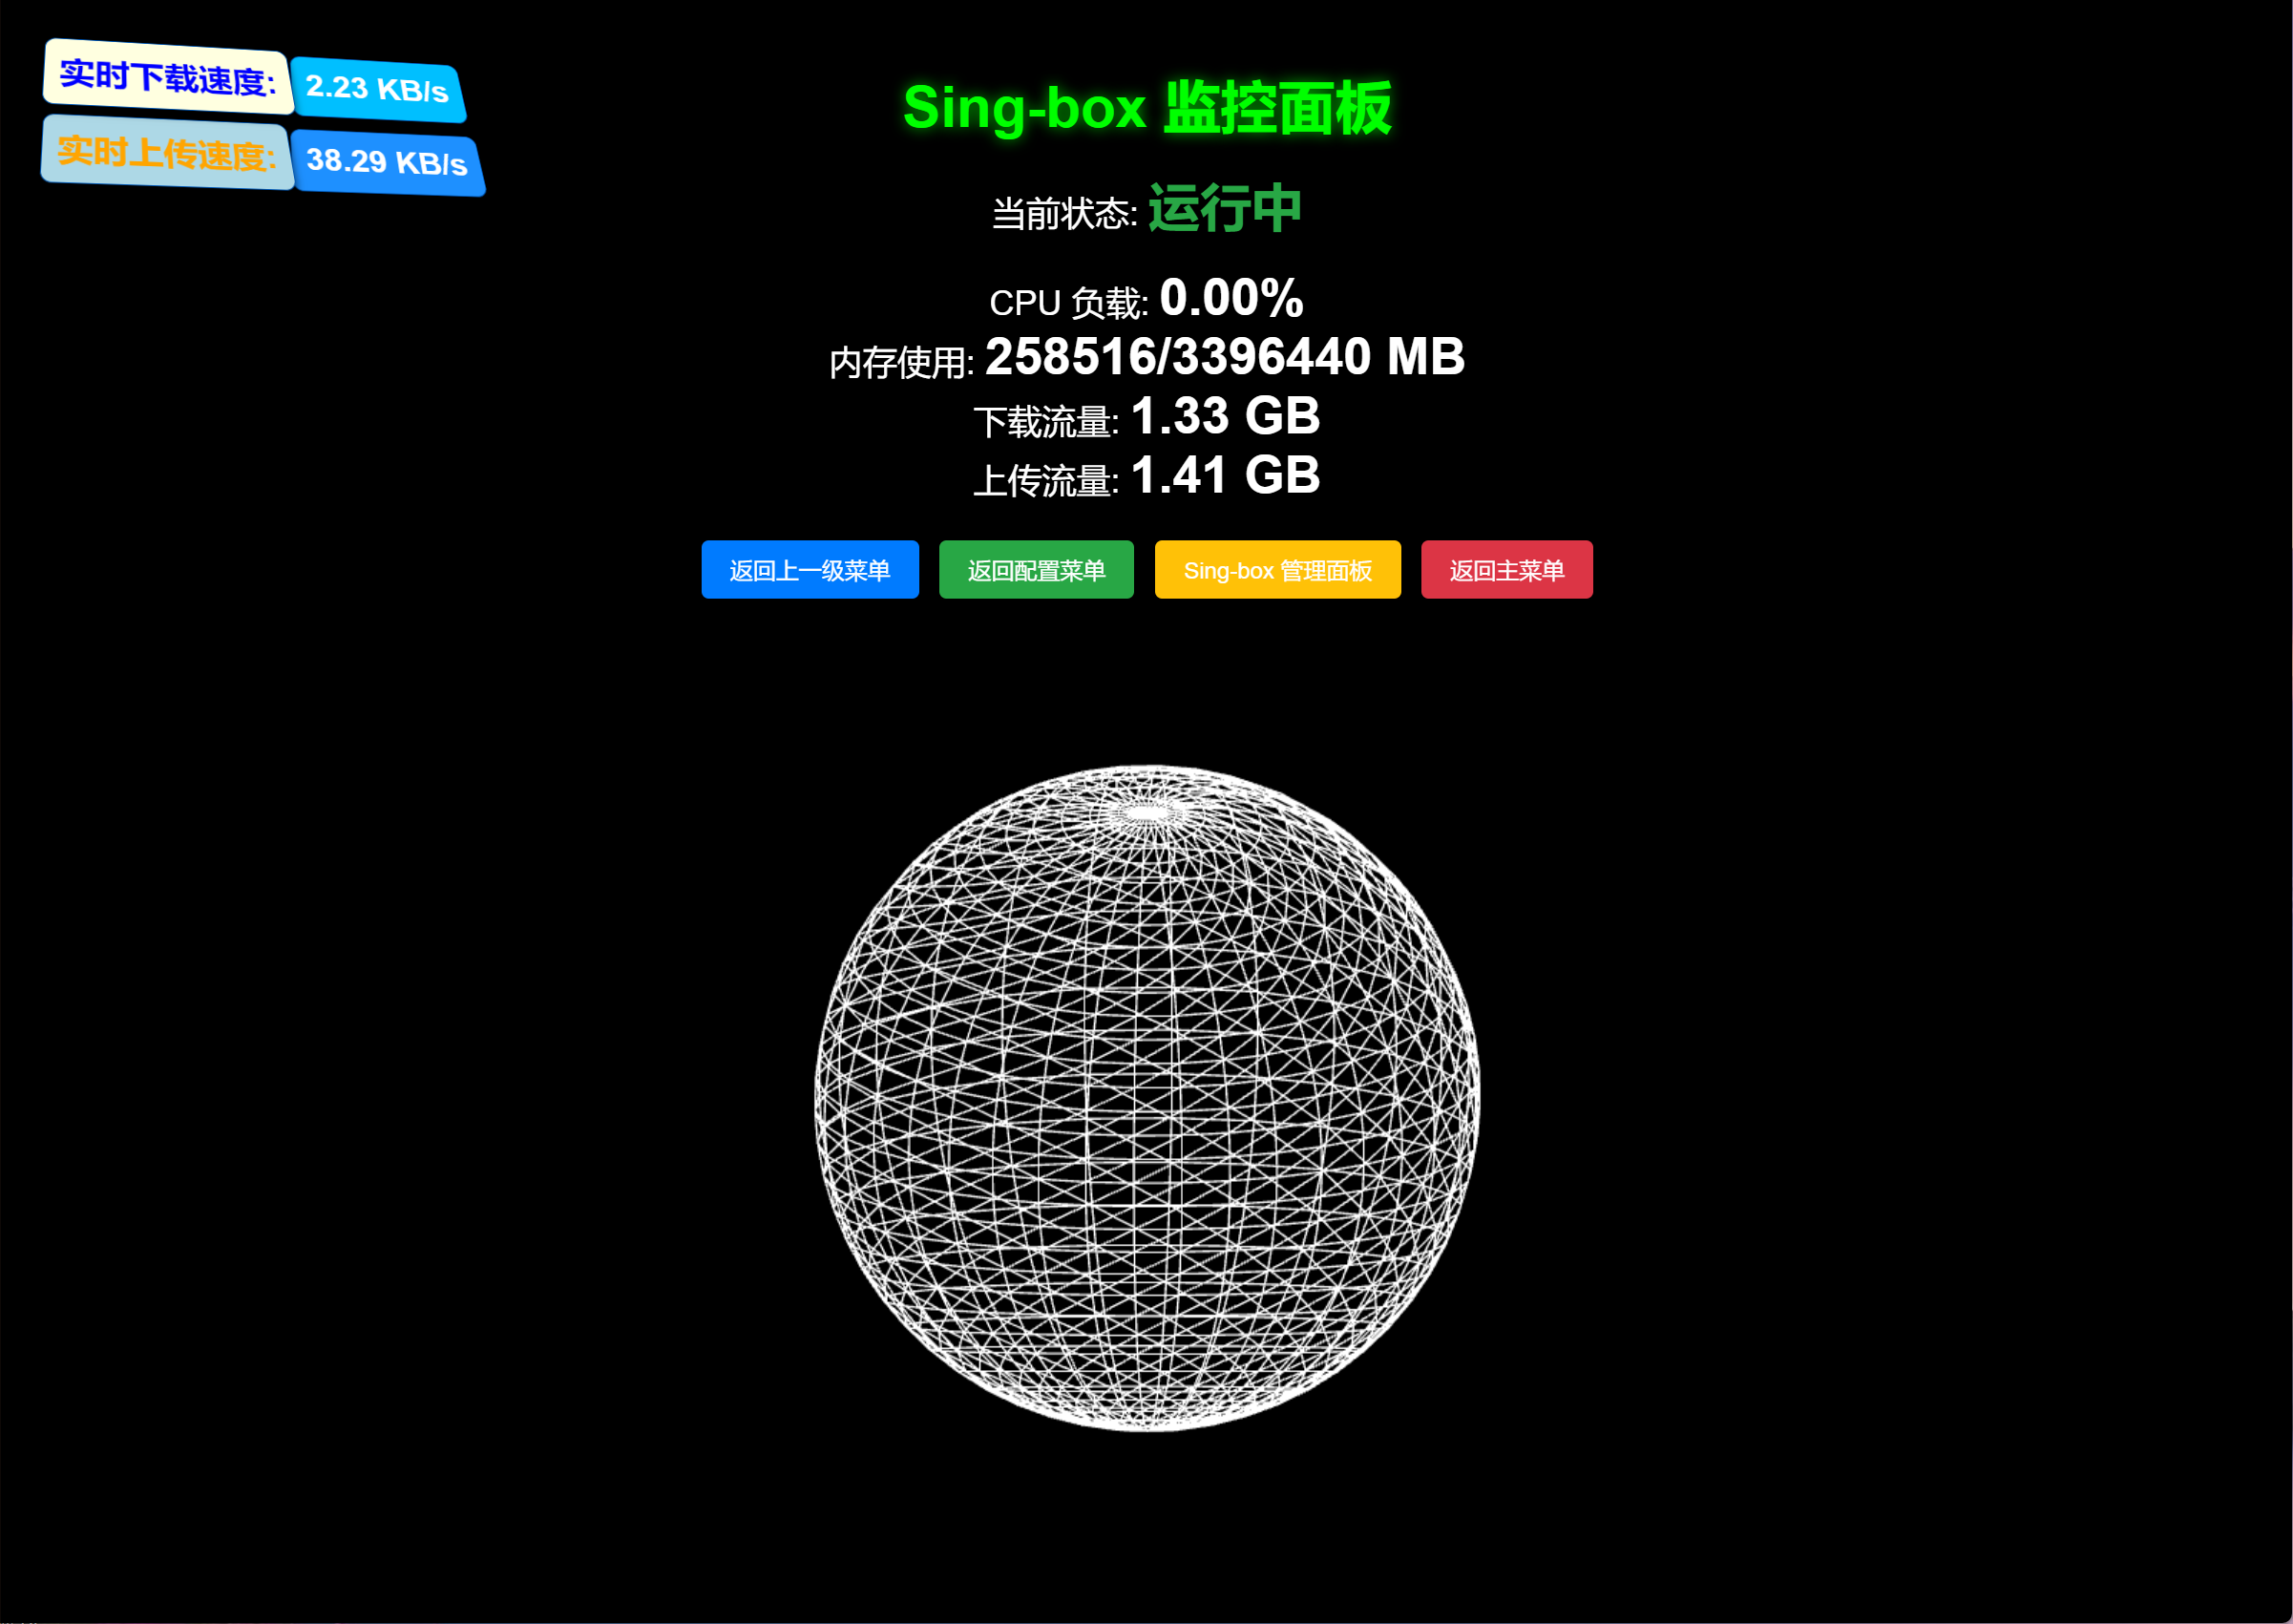 实时下载速度: 2.23 KB/s
实时上传速度: 38.29 KB/s
Sing-box 监控面板
当前状态: 运行中
CPU 负载: 0.00%
内存使用: 258516/3396440 MB
下载流量: 1.33 GB
上传流量: 1.41 GB
返回上一级菜单 返回配置菜单 Sing-box 管理面板 返回主菜单